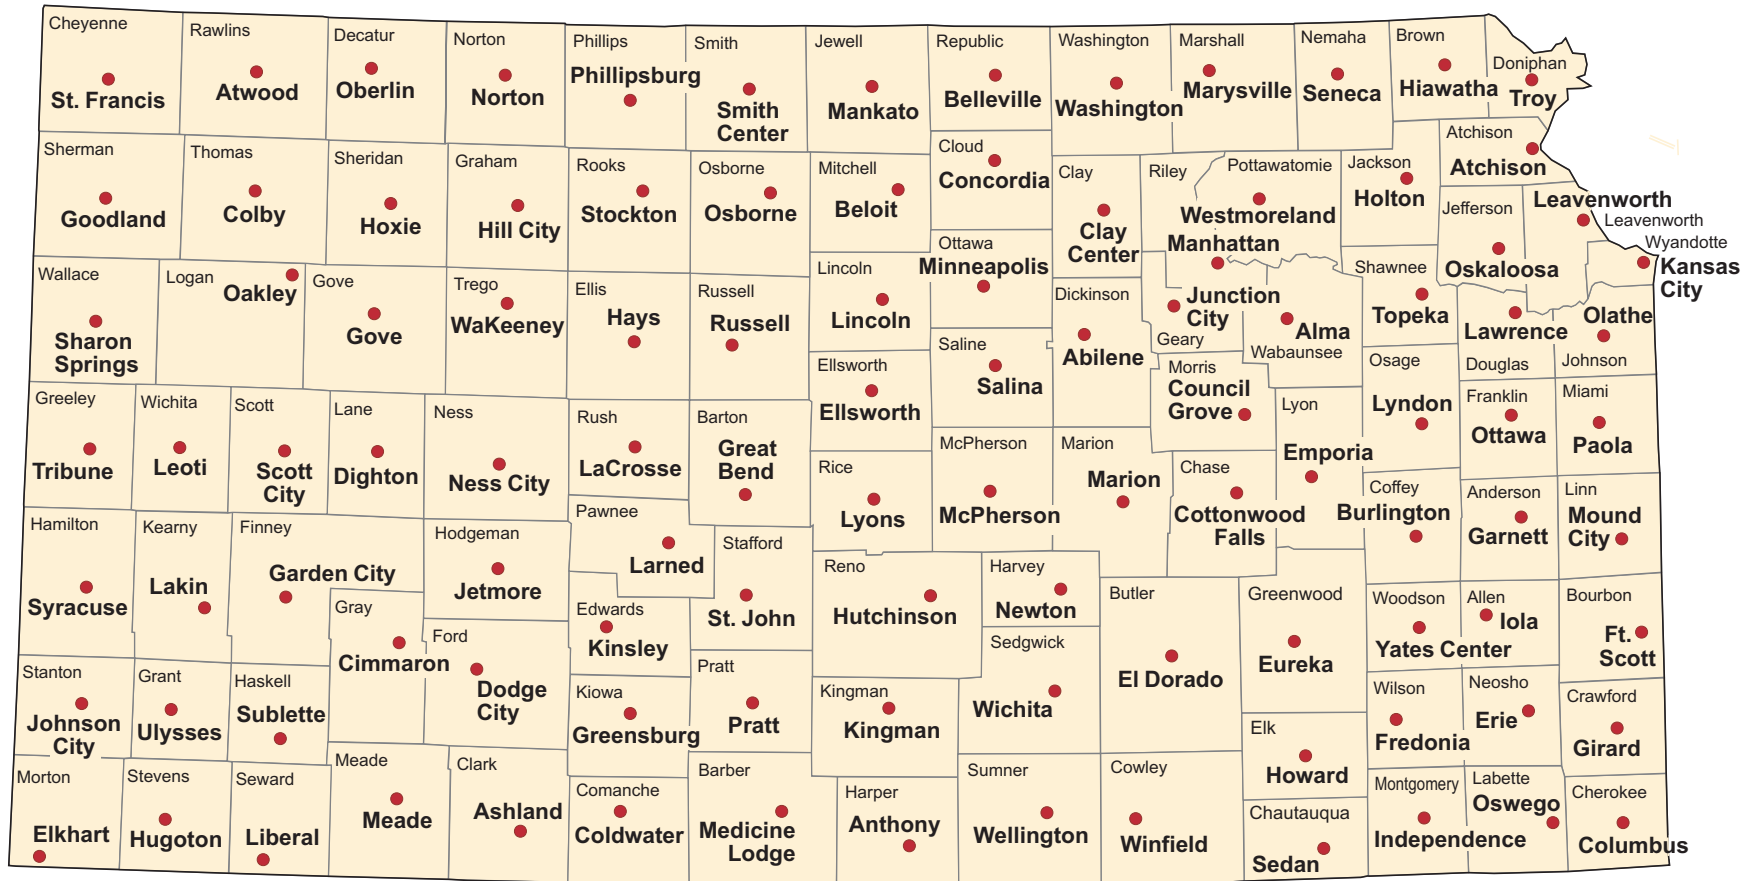 Cheyenne
St. Francis
Rawlins
Atwood
Decatur
Oberlin
Norton
Norton
Phillips
Phillipsburg
Smith
Smith
Center
Jewell
Mankato
Republic
Belleville
Washington
Washington
Marshall
Marysville
Nemaha
Seneca
Brown
Hiawatha
Doniphan
Troy
Sherman
Goodland
Thomas
Colby
Sheridan
Hoxie
Graham
Hill City
Rooks
Stockton
Osborne
Osborne
Mitchell
Beloit
Cloud
Concordia
Clay
Clay
Center
Riley
Manhattan
Pottawatomie
Westmoreland
Jackson
Holton
Atchison
Atchison
Jefferson
Oskaloosa
Leavenworth
Leavenworth
Wyandotte
Kansas
City
Wallace
Sharon
Springs
Logan
Oakley
Gove
Gove
Trego
WaKeeney
Ellis
Hays
Russell
Russell
Lincoln
Lincoln
Ottawa
Minneapolis
Saline
Salina
Dickinson
Abilene
Junction
City
Geary
Alma
Wabaunsee
Shawnee
Topeka
Lawrence
Douglas
Olathe
Johnson
Ellsworth
Ellsworth
Morris
Council
Grove
Osage
Lyndon
Lyon
Emporia
Franklin
Ottawa
Miami
Paola
Greeley
Tribune
Wichita
Leoti
Scott
Scott
City
Lane
Dighton
Ness
Ness City
Rush
LaCrosse
Barton
Great
Bend
Rice
Lyons
McPherson
McPherson
Marion
Marion
Chase
Cottonwood
Falls
Coffey
Burlington
Anderson
Garnett
Linn
Mound
City
Hamilton
Syracuse
Kearny
Lakin
Finney
Garden City
Hodgeman
Jetmore
Pawnee
Larned
Stafford
St. John
Reno
Hutchinson
Harvey
Newton
Butler
El Dorado
Greenwood
Eureka
Woodson
Yates Center
Allen
Iola
Bourbon
Ft.
Scott
Gray
Cimmaron
Ford
Dodge
City
Edwards
Kinsley
Sedgwick
Wichita
Stanton
Johnson
City
Grant
Ulysses
Haskell
Sublette
Kiowa
Greensburg
Pratt
Pratt
Kingman
Kingman
Elk
Howard
Wilson
Fredonia
Neosho
Erie
Crawford
Girard
Morton
Elkhart
Stevens
Hugoton
Seward
Liberal
Meade
Meade
Clark
Ashland
Comanche
Coldwater
Barber
Medicine
Lodge
Harper
Anthony
Sumner
Wellington
Cowley
Winfield
Chautauqua
Sedan
Montgomery
Independence
Labette
Oswego
Cherokee
Columbus